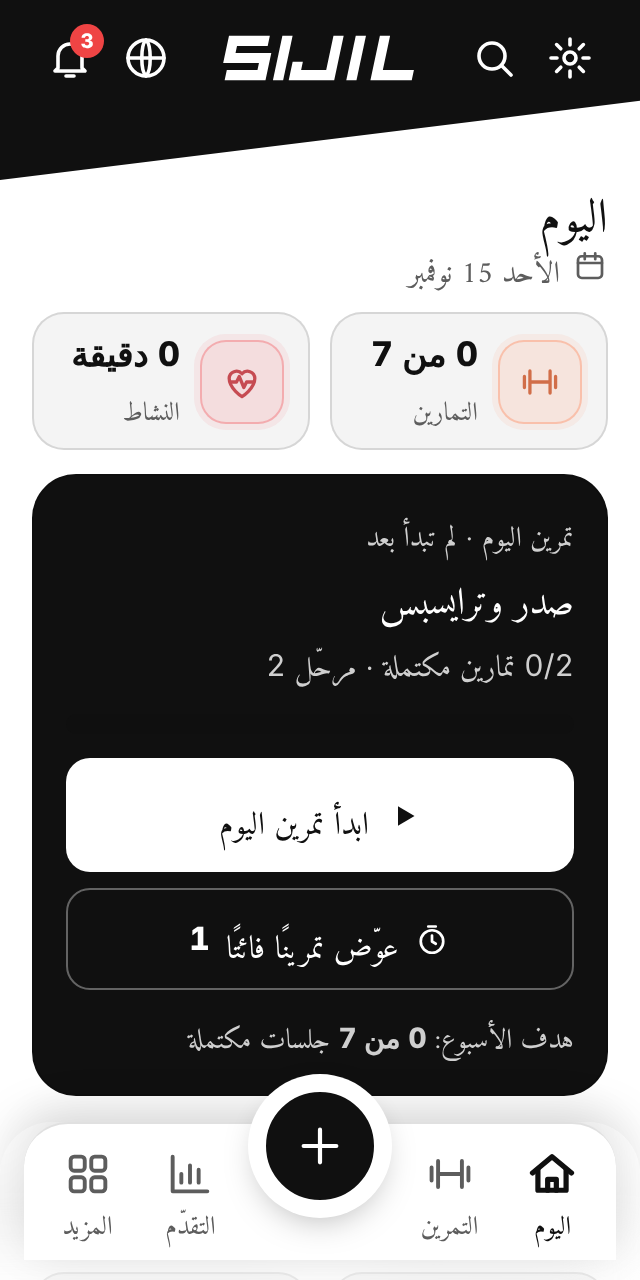 SIJIL
3
اليوم
الأحد 15 نوفمبر
0 من 7
التمارين
0 دقيقة
النشاط
تمرين اليوم · لم تبدأ بعد
صدر وترايسبس
0/2 تمارين مكتملة · مرحّل 2
ابدأ تمرين اليوم
عوّض تمرينًا فائتًا 1
هدف الأسبوع: 0 من 7 جلسات مكتملة
اليوم
التمرين
التقدّم
المزيد